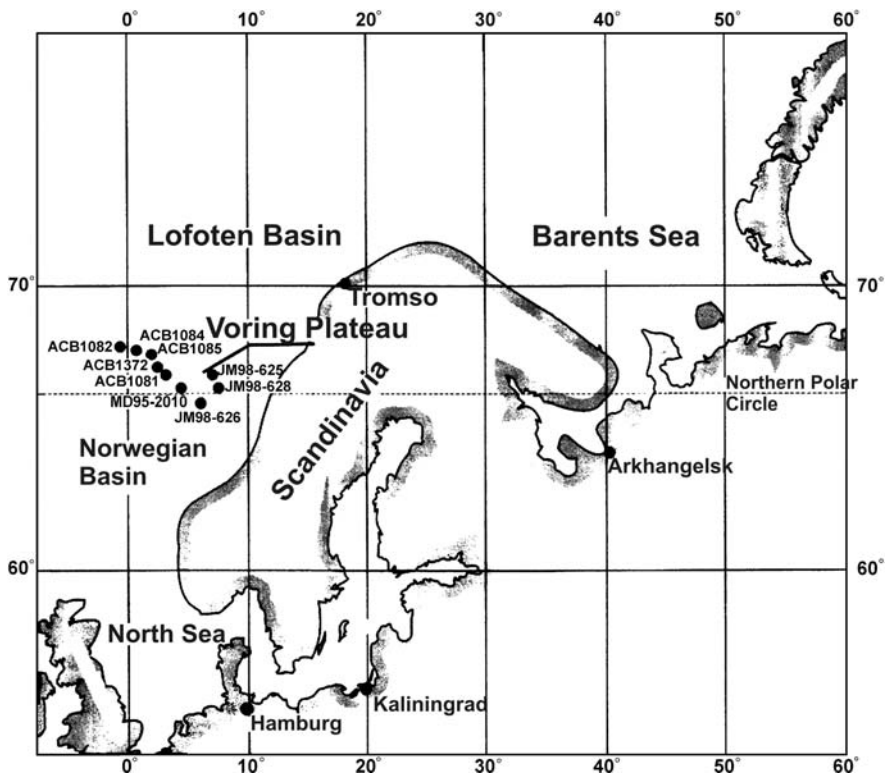 0° 10° 20° 30° 40° 50° 60°
Lofoten Basin
Barents Sea
70° 70°
Tromso
Voring Plateau
ACB1082
ACB1084
ACB1085
ACB1372
ACB1081
JM98-625
JM98-628
MD95-2010
JM98-626
Northern Polar
Circle
Scandinavia
Norwegian
Basin
Arkhangelsk
60° 60°
North Sea
Kaliningrad
Hamburg
0° 10° 20° 30° 40° 50° 60°